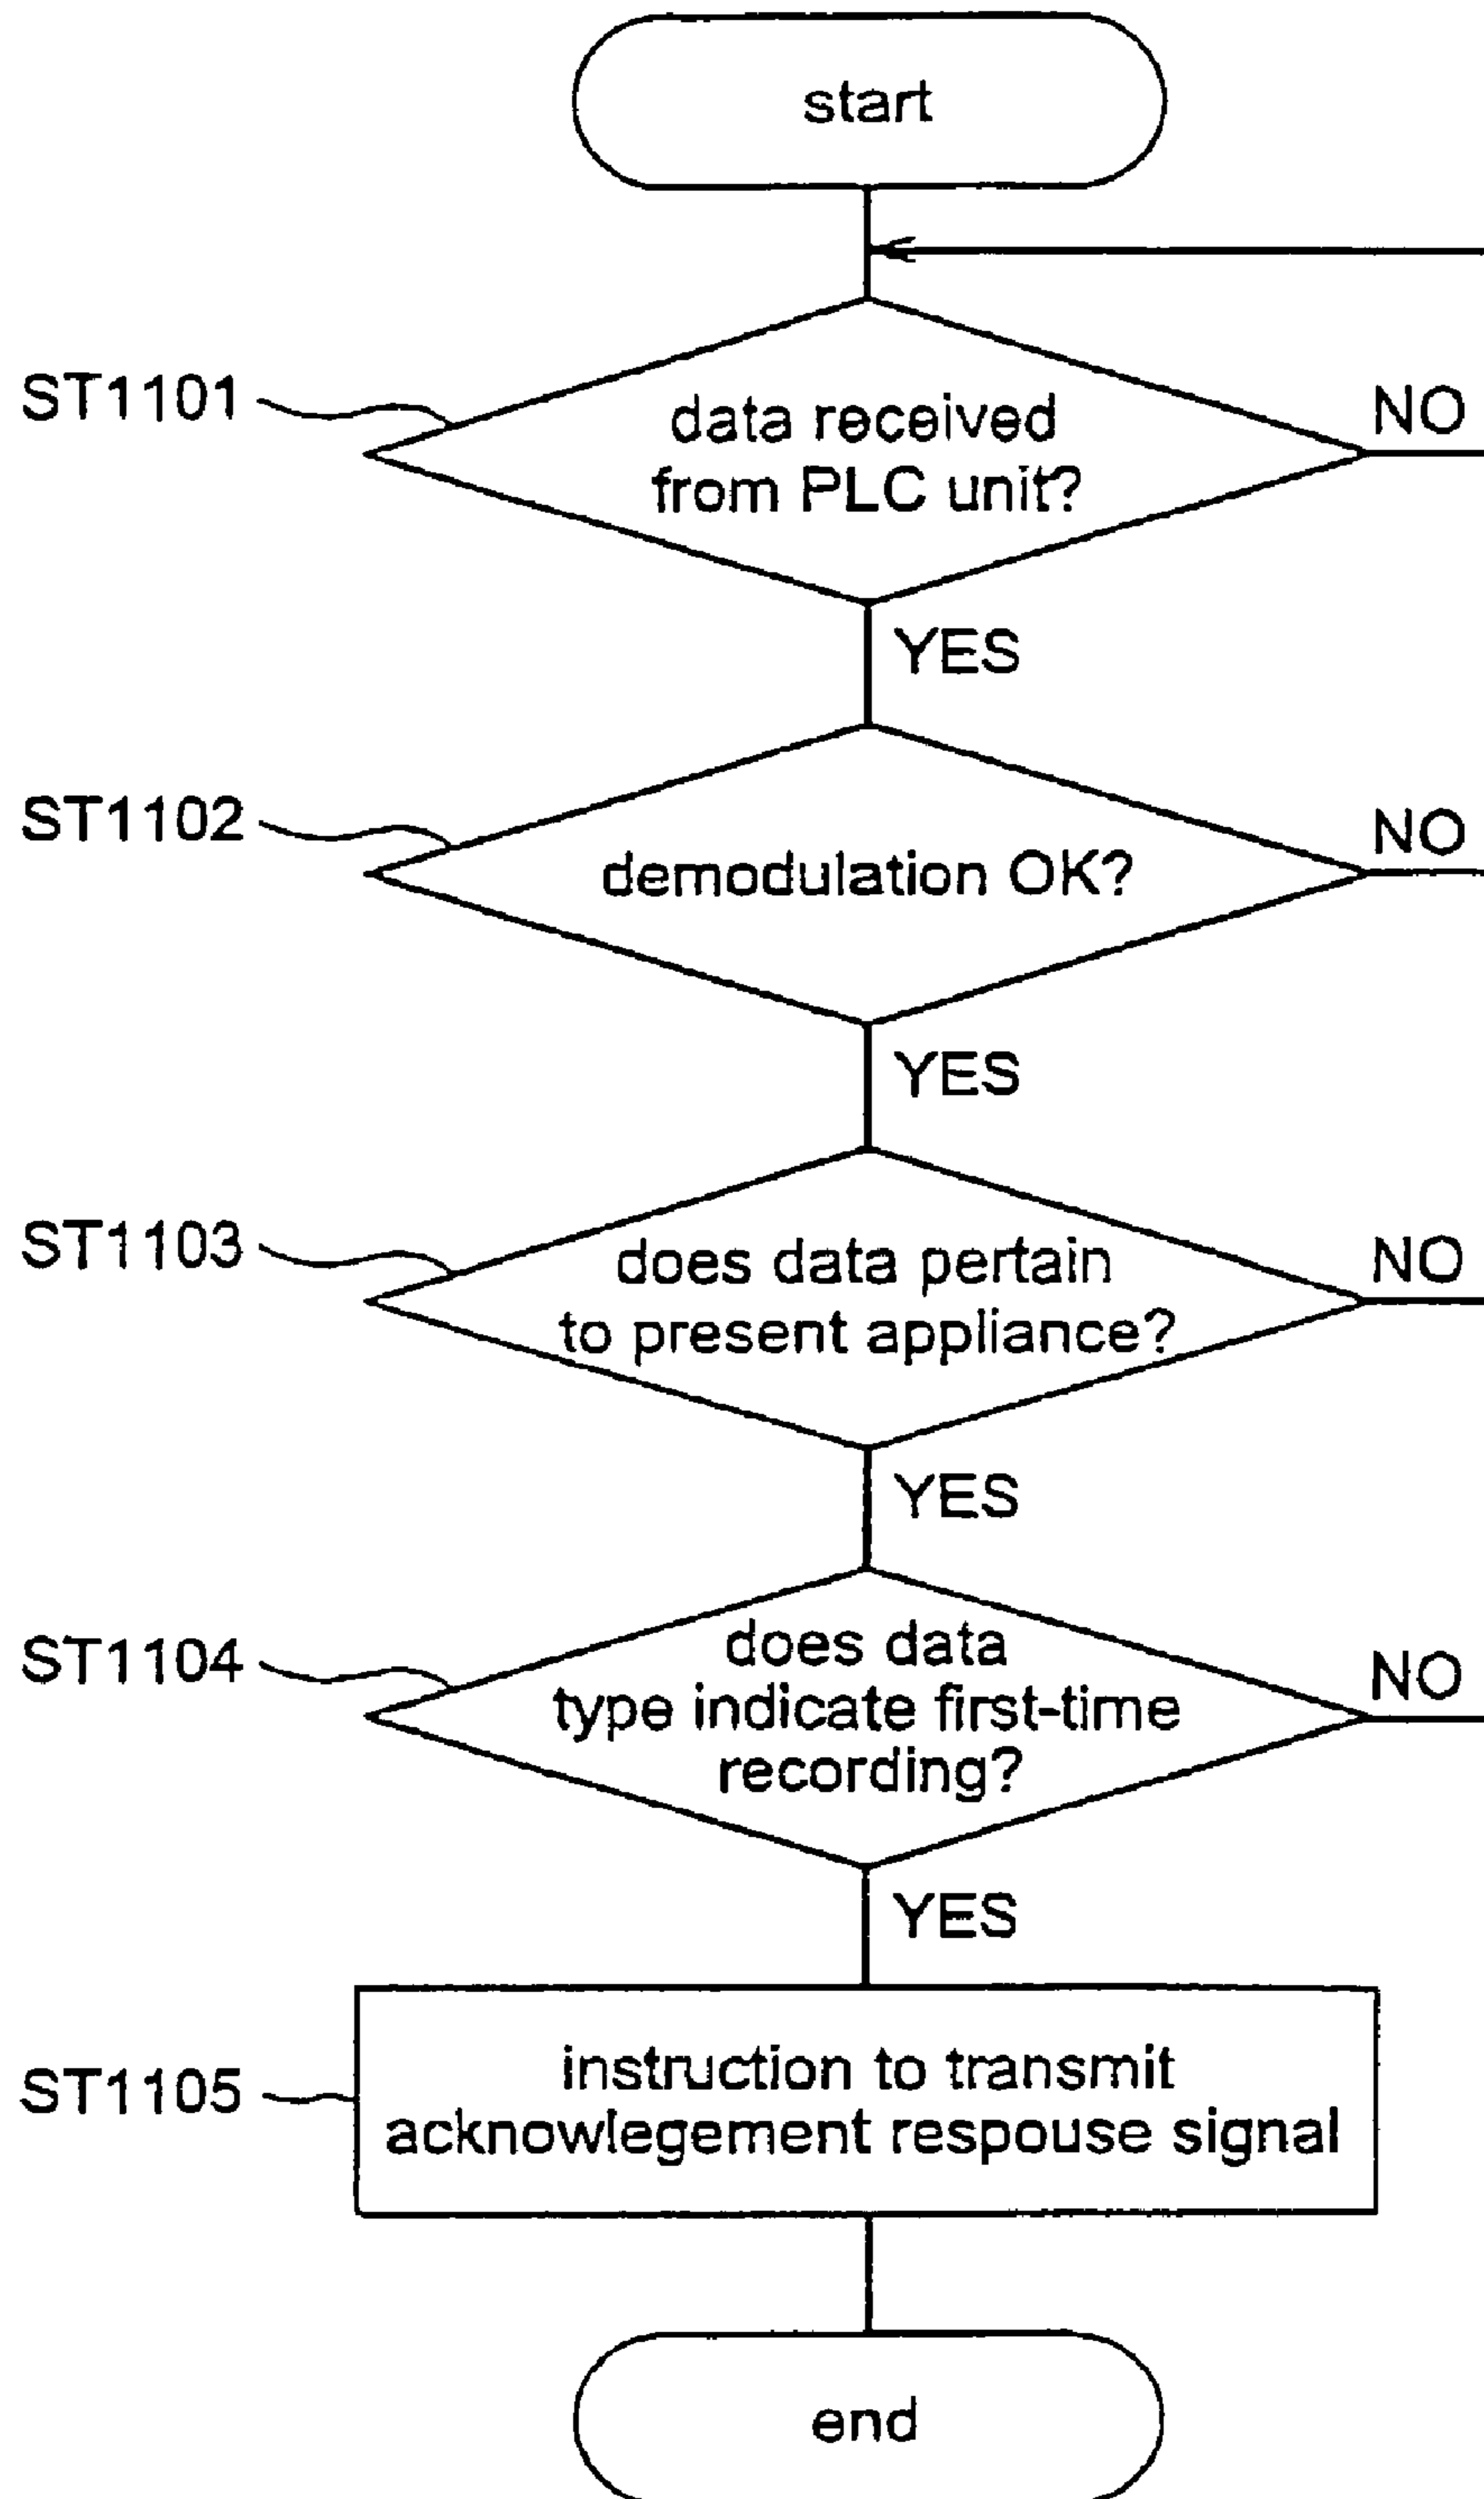 start
ST1101
data received
from PLC unit?
NO
YES
ST1102
demodulation OK?
NO
YES
ST1103
does data pertain
to present appliance?
NO
YES
ST1104
does data
type indicate first-time
recording?
NO
YES
ST1105
instruction to transmit
acknowlegement respouse signal
end